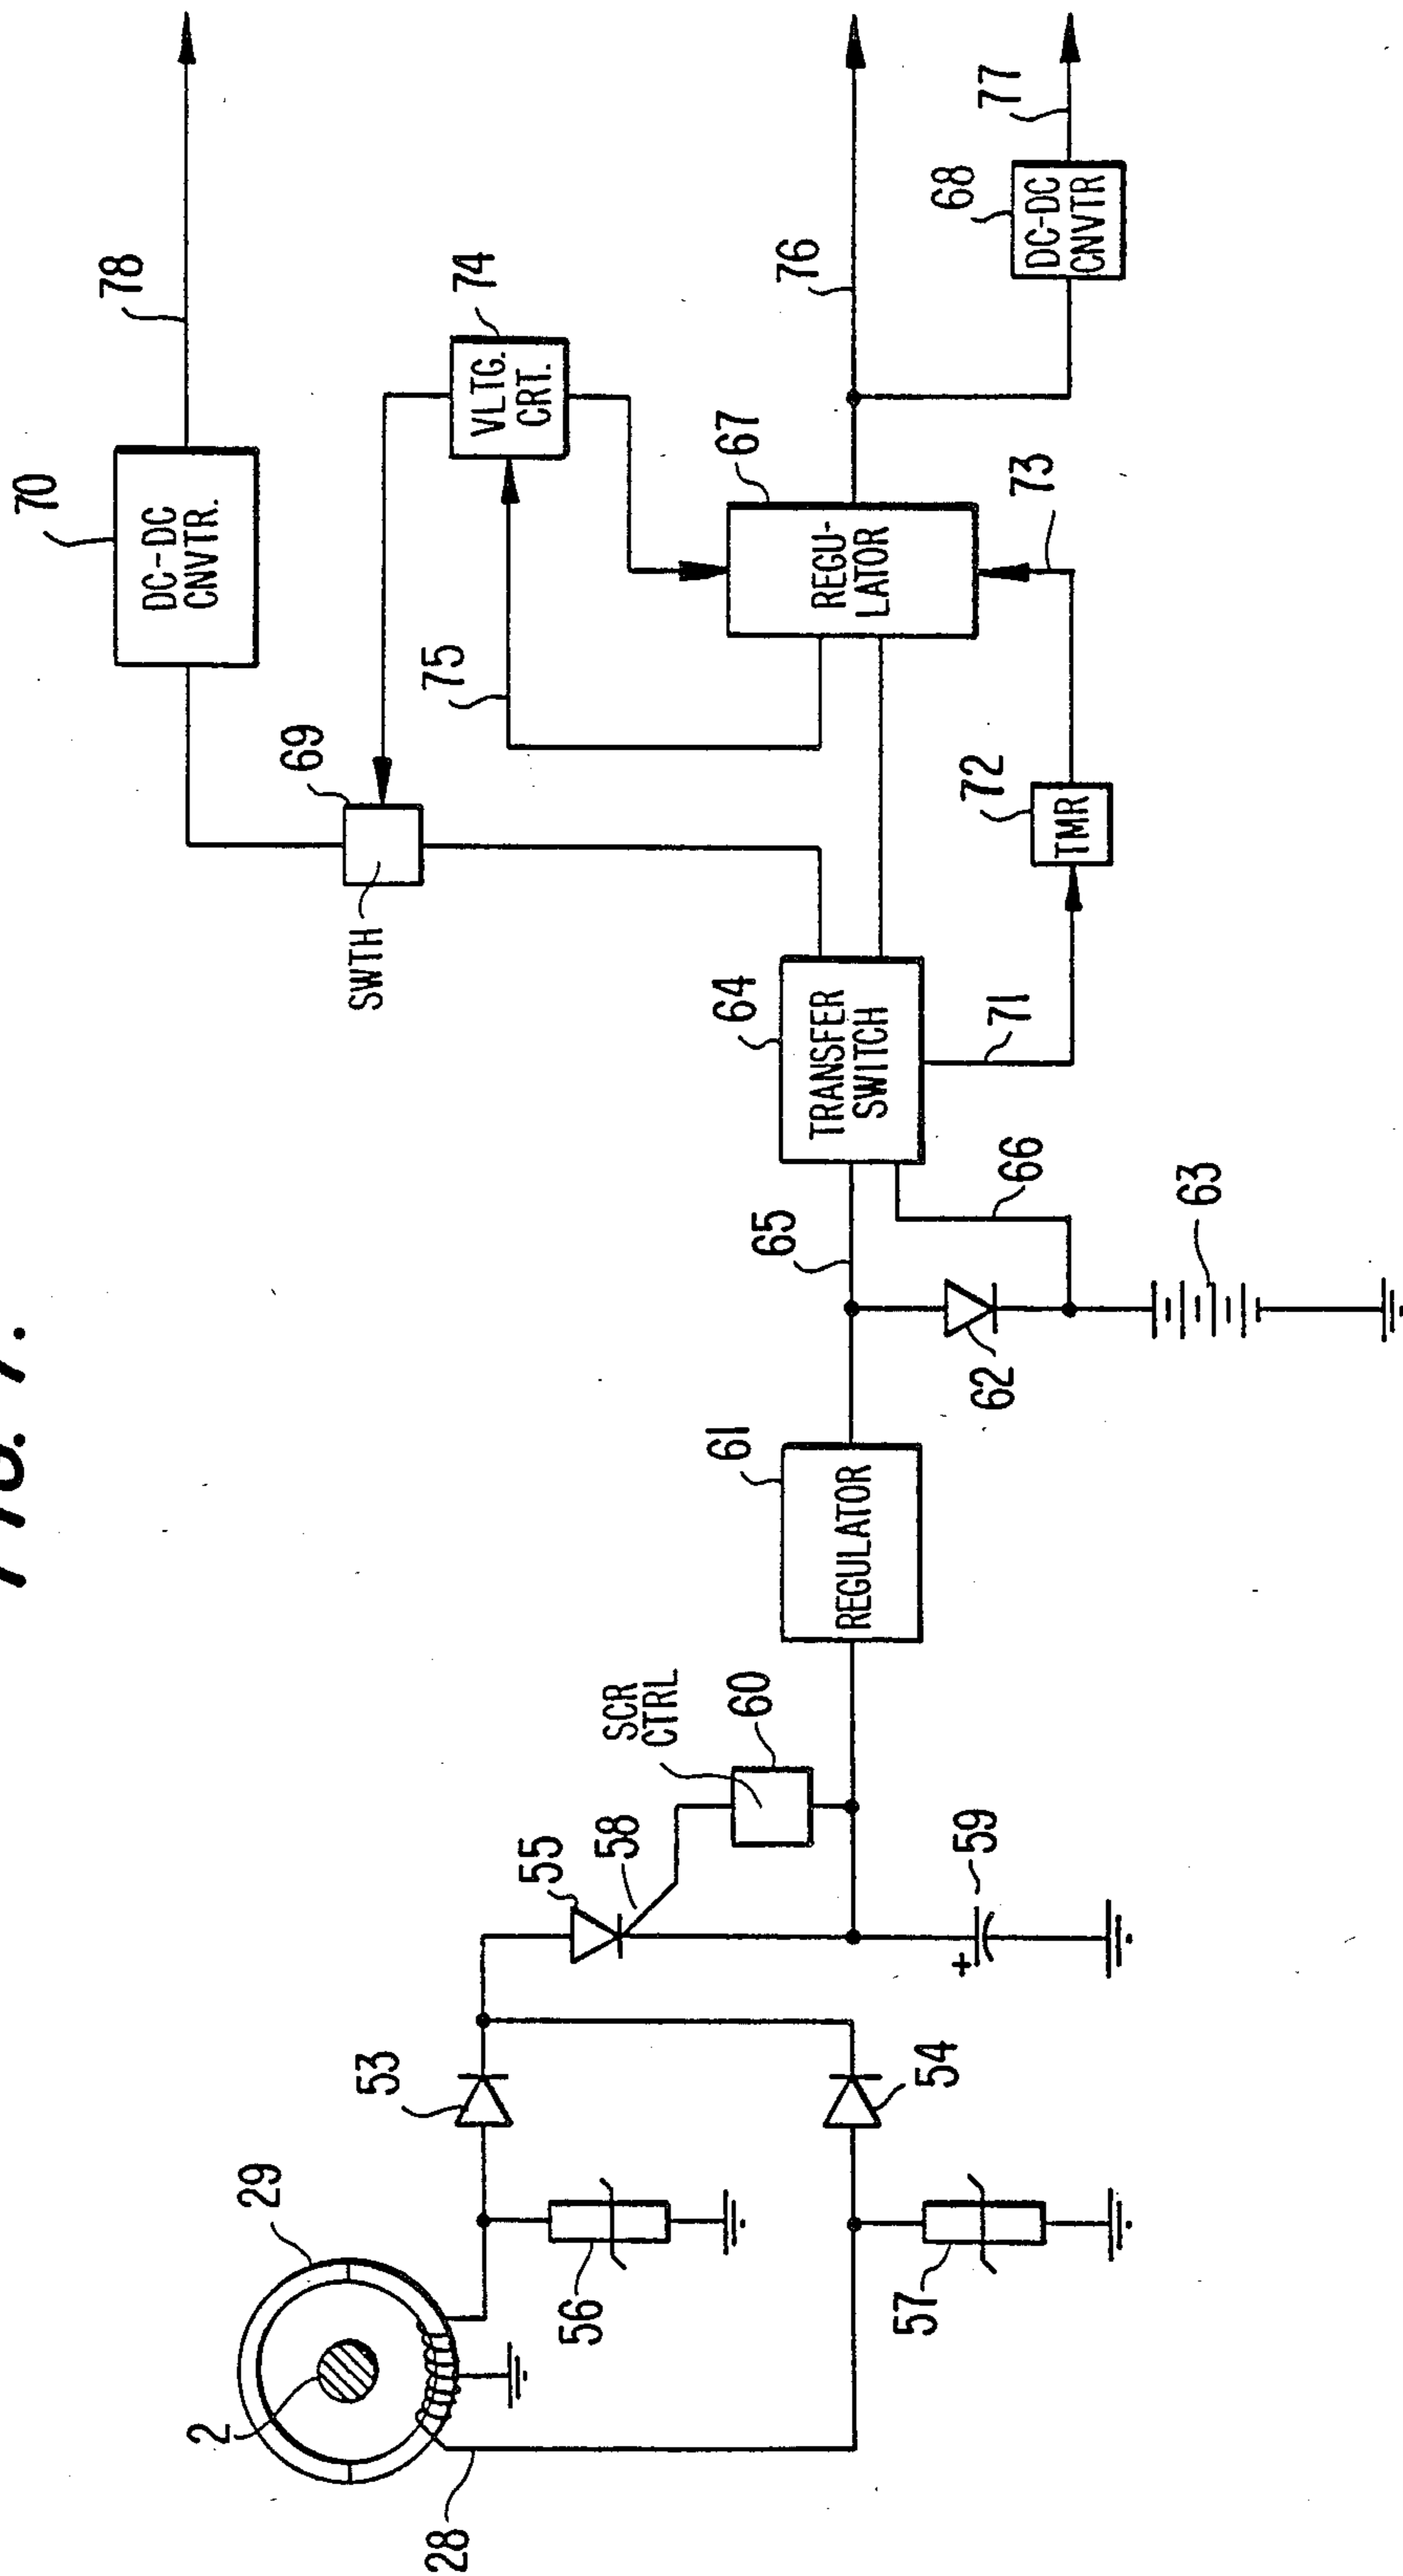 FIG. 7.
70
78
DC-DC
CNVTR.
2
29
69
SWTH
53
28
75
74
VLTG.
CRT.
55
56
58
SCR
CTRL
60
61
64
67
65
76
REGULATOR
TRANSFER
SWITCH
REGU-
LATOR
57
54
+
59
62
72
68
66
71
73
77
TMR
DC-DC
CNVTR
63